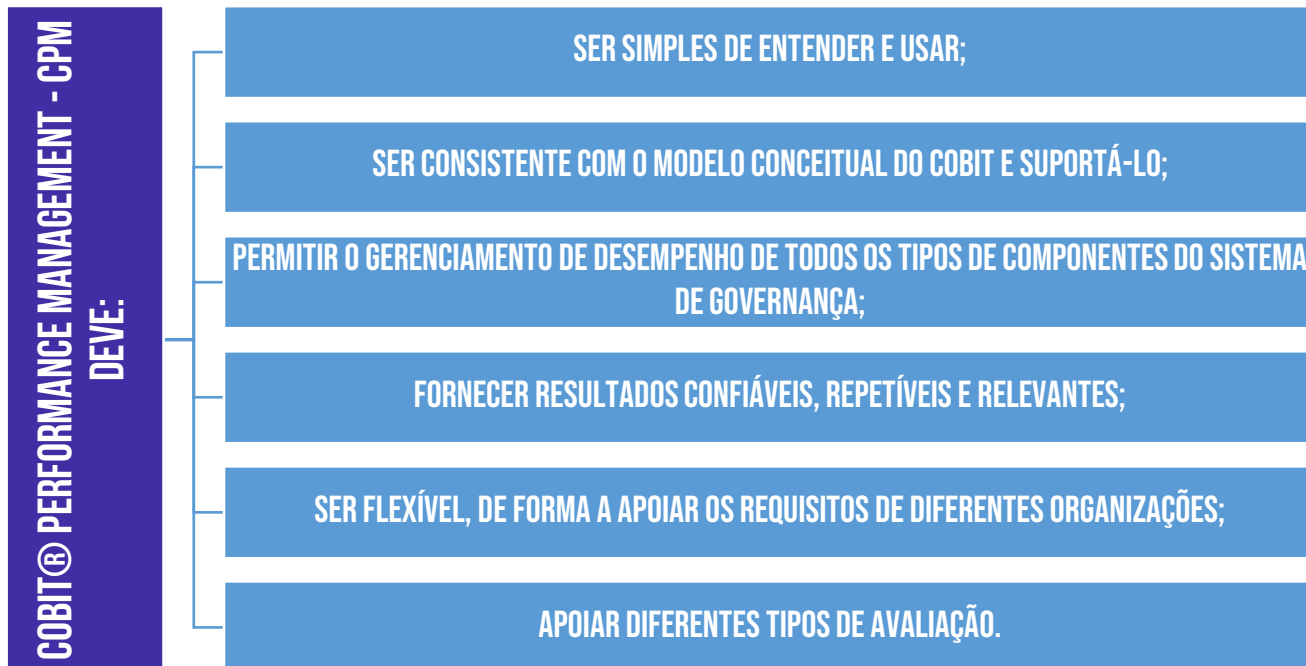 COBIT® PERFORMANCE MANAGEMENT - CPM
DEVE:
SER SIMPLES DE ENTENDER E USAR;
SER CONSISTENTE COM O MODELO CONCEITUAL DO COBIT E SUPORTÁ-LO;
PERMITIR O GERENCIAMENTO DE DESEMPENHO DE TODOS OS TIPOS DE COMPONENTES DO SISTEMA
DE GOVERNANÇA;
FORNECER RESULTADOS CONFIÁVEIS, REPETÍVEIS E RELEVANTES;
SER FLEXÍVEL, DE FORMA A APOIAR OS REQUISITOS DE DIFERENTES ORGANIZAÇÕES;
APOIAR DIFERENTES TIPOS DE AVALIAÇÃO.